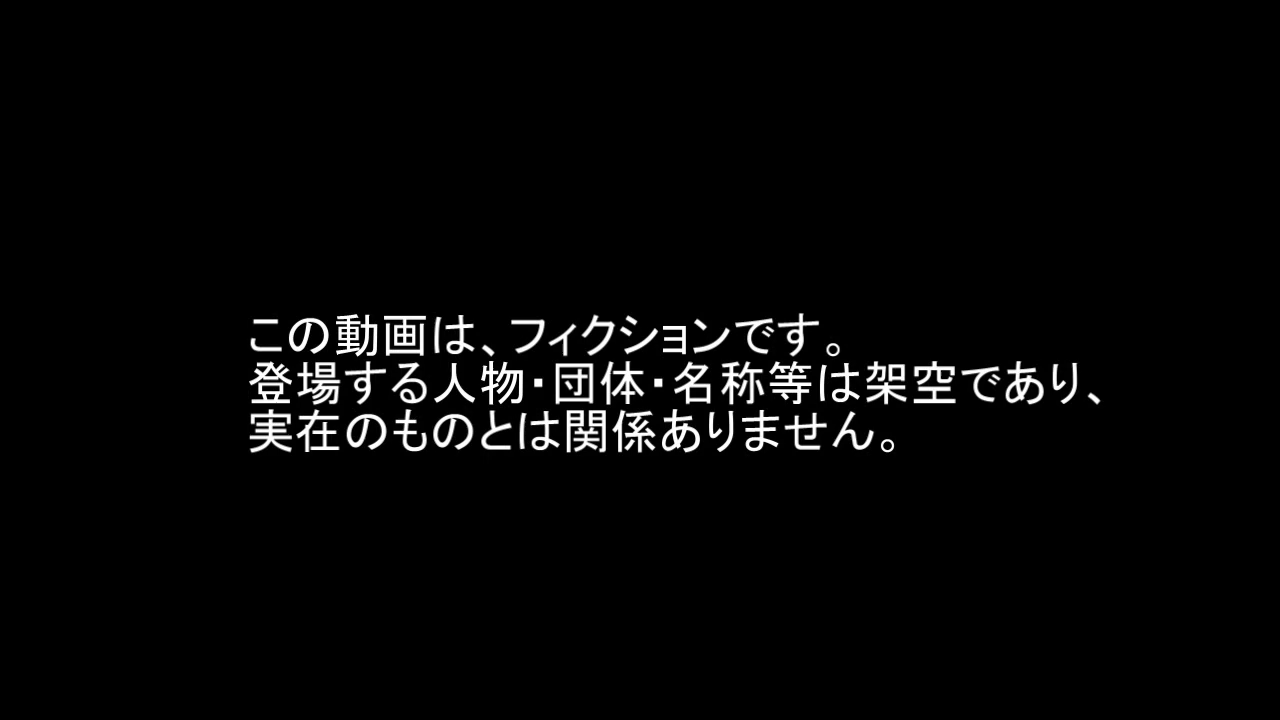 この動画は、フィクションです。
登場する人物・団体・名称等は架空であり、
実在のものとは関係ありません。